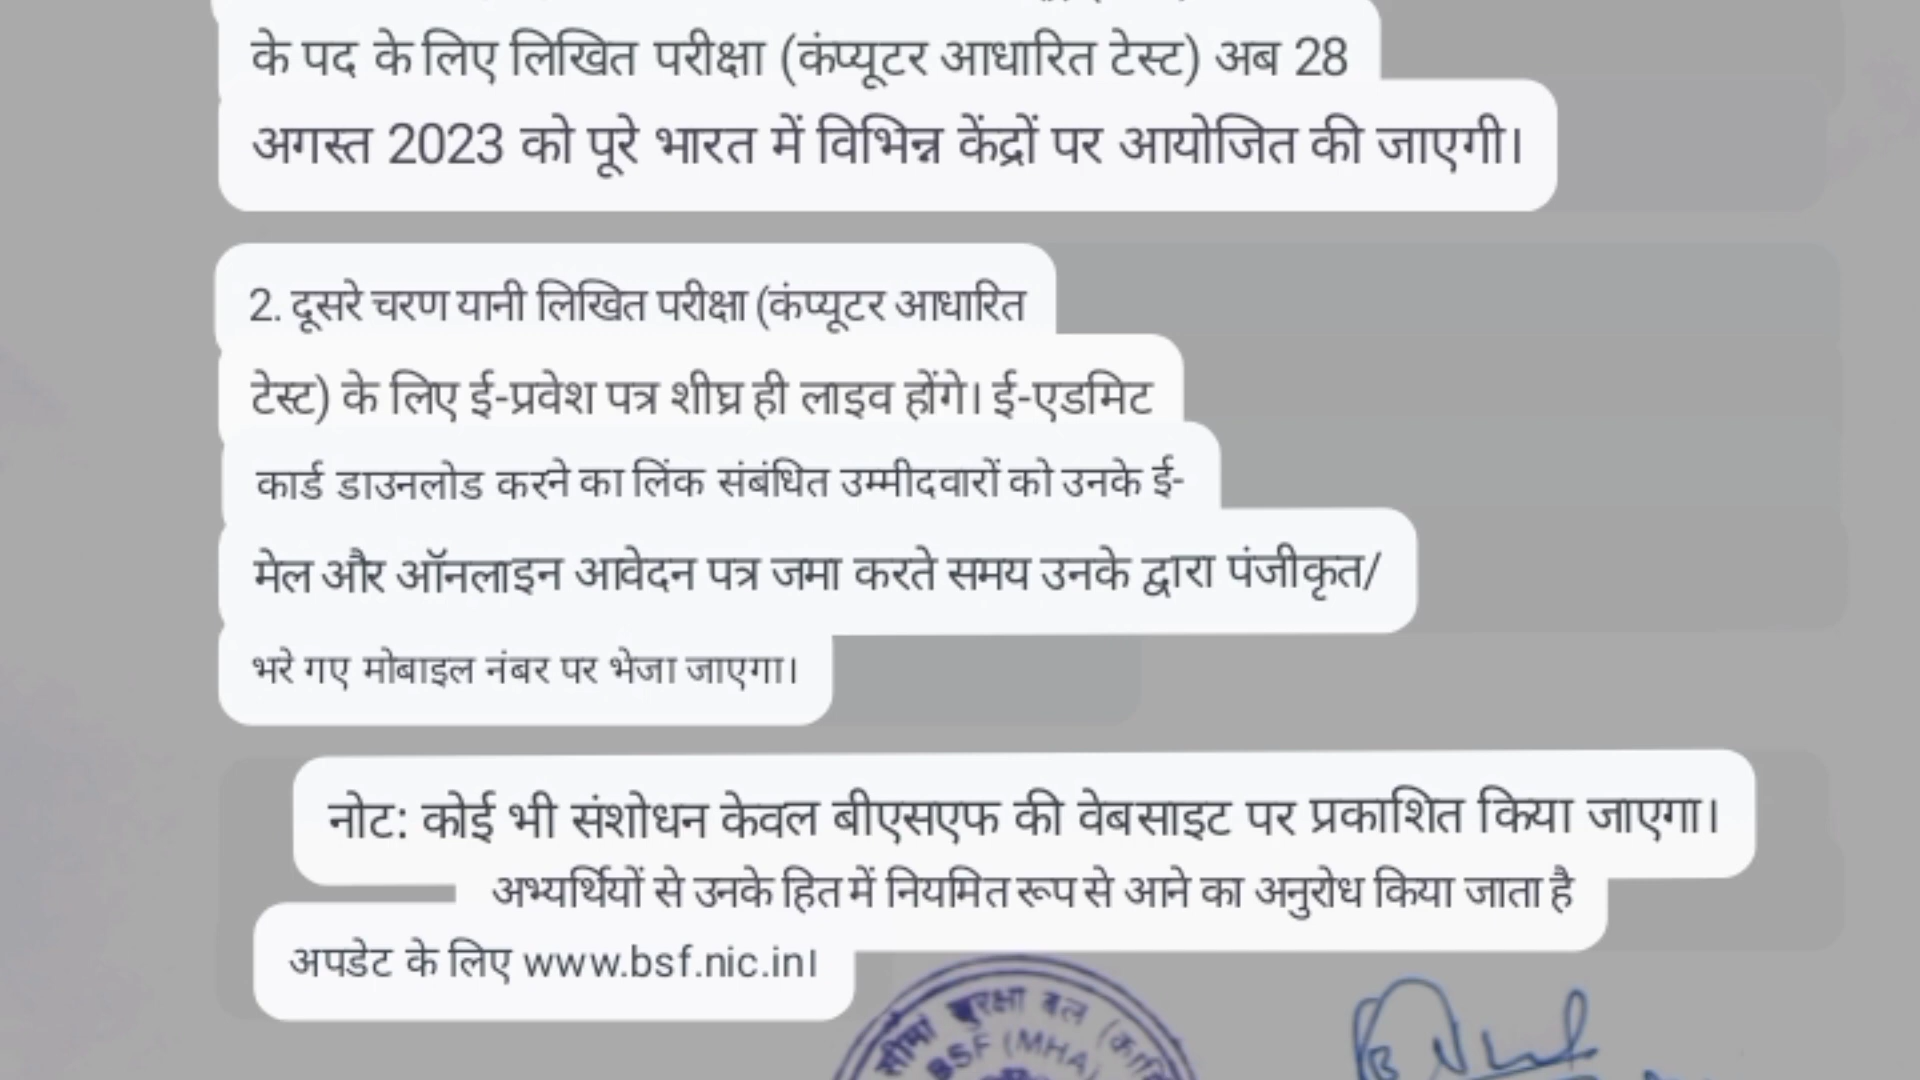 के पद के लिए लिखित परीक्षा (कंप्यूटर आधारित टेस्ट) अब 28
अगस्त 2023 को पूरे भारत में विभिन्न केंद्रों पर आयोजित की जाएगी।
2. दूसरे चरण यानी लिखित परीक्षा (कंप्यूटर आधारित
टेस्ट) के लिए ई-प्रवेश पत्र शीघ्र ही लाइव होंगे। ई-एडमिट
कार्ड डाउनलोड करने का लिंक संबंधित उम्मीदवारों को उनके ई-
मेल और ऑनलाइन आवेदन पत्र जमा करते समय उनके द्वारा पंजीकृत/
भरे गए मोबाइल नंबर पर भेजा जाएगा।
नोट: कोई भी संशोधन केवल बीएसएफ की वेबसाइट पर प्रकाशित किया जाएगा।
अभ्यर्थियों से उनके हित में नियमित रूप से आने का अनुरोध किया जाता है
अपडेट के लिए www.bsf.nic.in।
सीमा सुरक्षा बल
BSF (MHA)